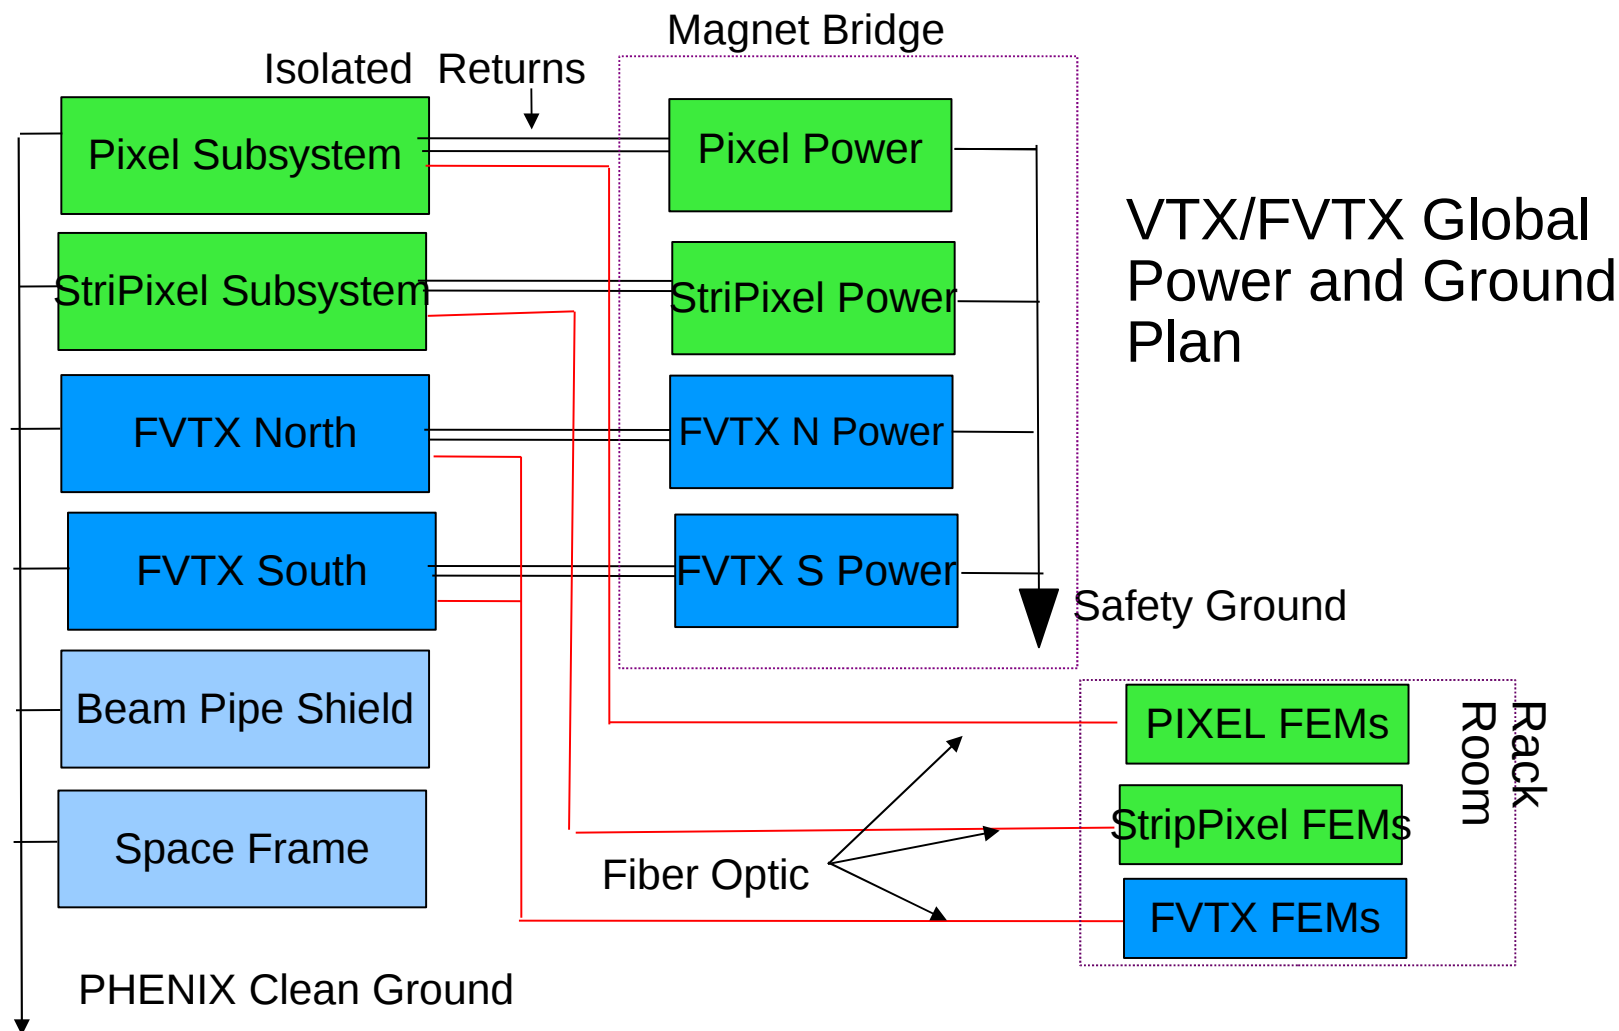 Magnet Bridge
Isolated  Returns
Pixel Subsystem
Pixel Power
VTX/FVTX Global
Power and Ground
Plan
StriPixel Subsystem
StriPixel Power
FVTX North
FVTX N Power
FVTX South
FVTX S Power
Safety Ground
Beam Pipe Shield
PIXEL FEMs
Rack
Room
StripPixel FEMs
Space Frame
Fiber Optic
FVTX FEMs
PHENIX Clean Ground